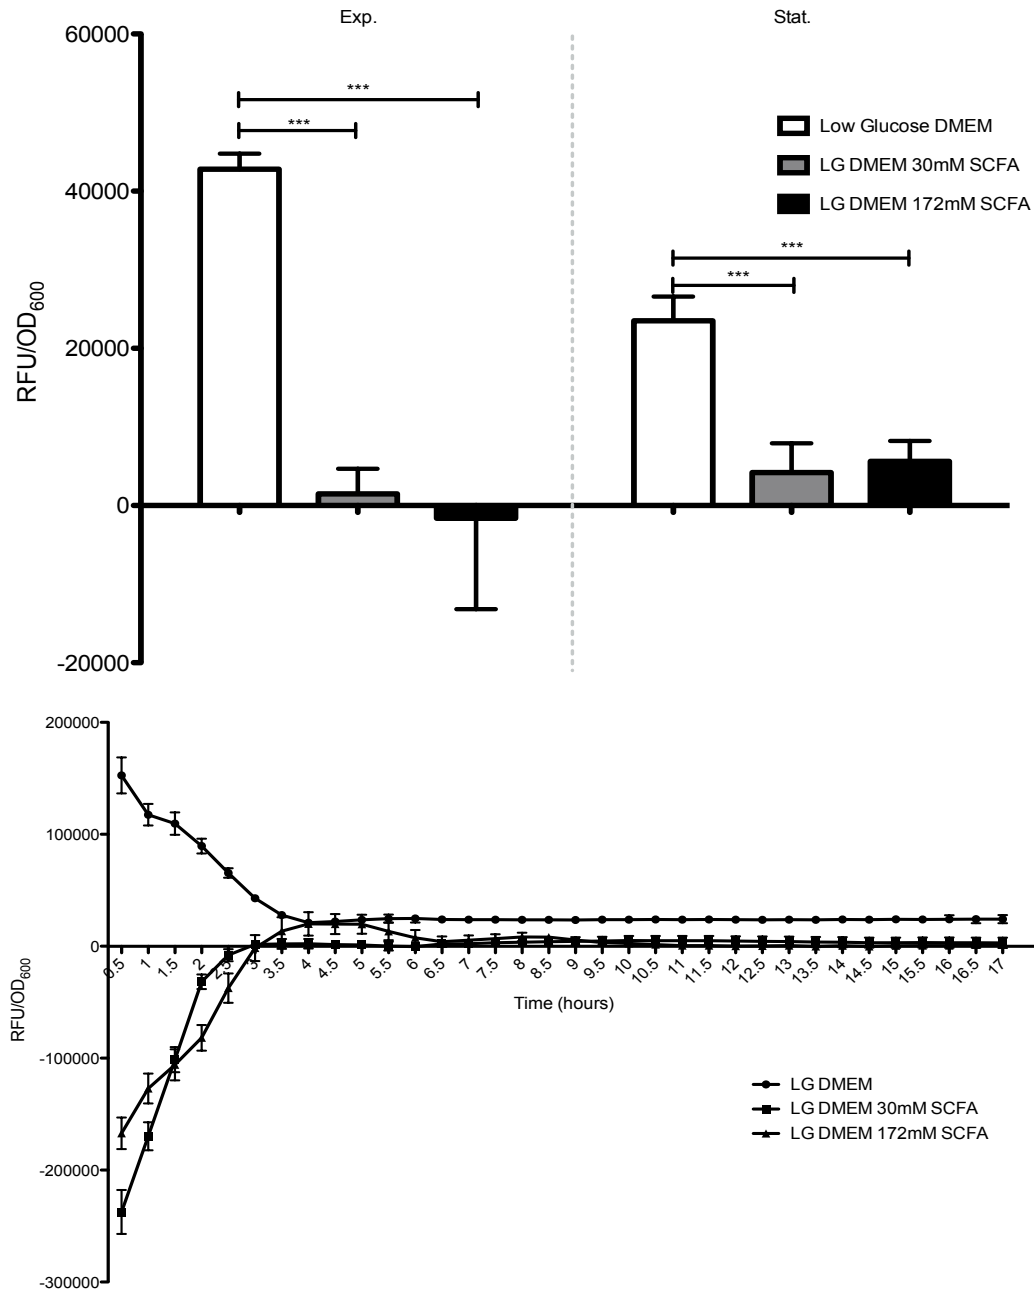 Exp. Stat.
60000
40000
20000
0
-20000
RFU/OD600
***
***
***
***
Low Glucose DMEM
LG DMEM 30mM SCFA
LG DMEM 172mM SCFA
200000
100000
0
-100000
-200000
-300000
RFU/OD600
0.5 1 1.5 2 2.5 3 3.5 4 4.5 5 5.5 6 6.5 7 7.5 8 8.5 9 9.5 10 10.5 11 11.5 12 12.5 13 13.5 14 14.5 15 15.5 16 16.5 17
Time (hours)
LG DMEM
LG DMEM 30mM SCFA
LG DMEM 172mM SCFA